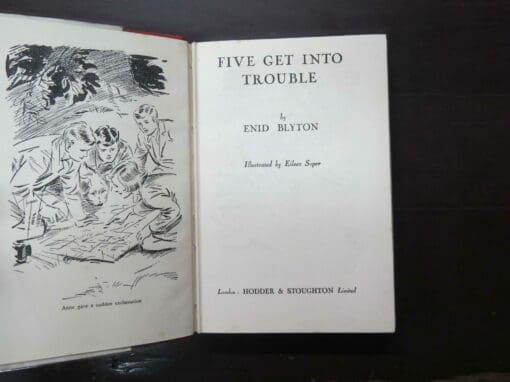 Anne gave a sudden exclamation
FIVE GET INTO
TROUBLE
by
ENID BLYTON
Illustrated by Eileen Soper
London : HODDER & STOUGHTON Limited